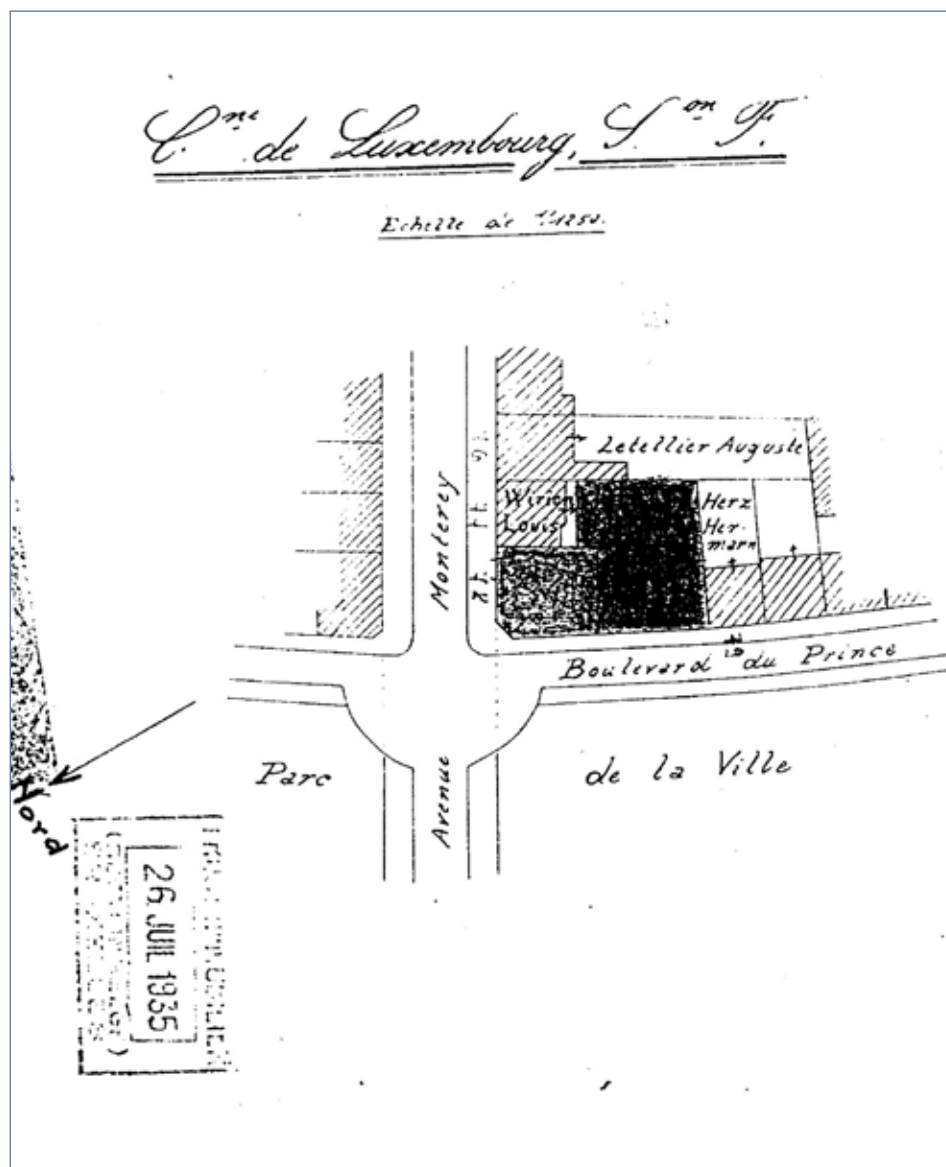 Cne de Luxembourg, Son F.
Echelle de 1:1250.
Letellier Auguste
Wirion
Louis
Herz
Her-
mann
Monterey
Boulevard du Prince
Parc
de la Ville
Avenue
Nord
26 JUIL 1935